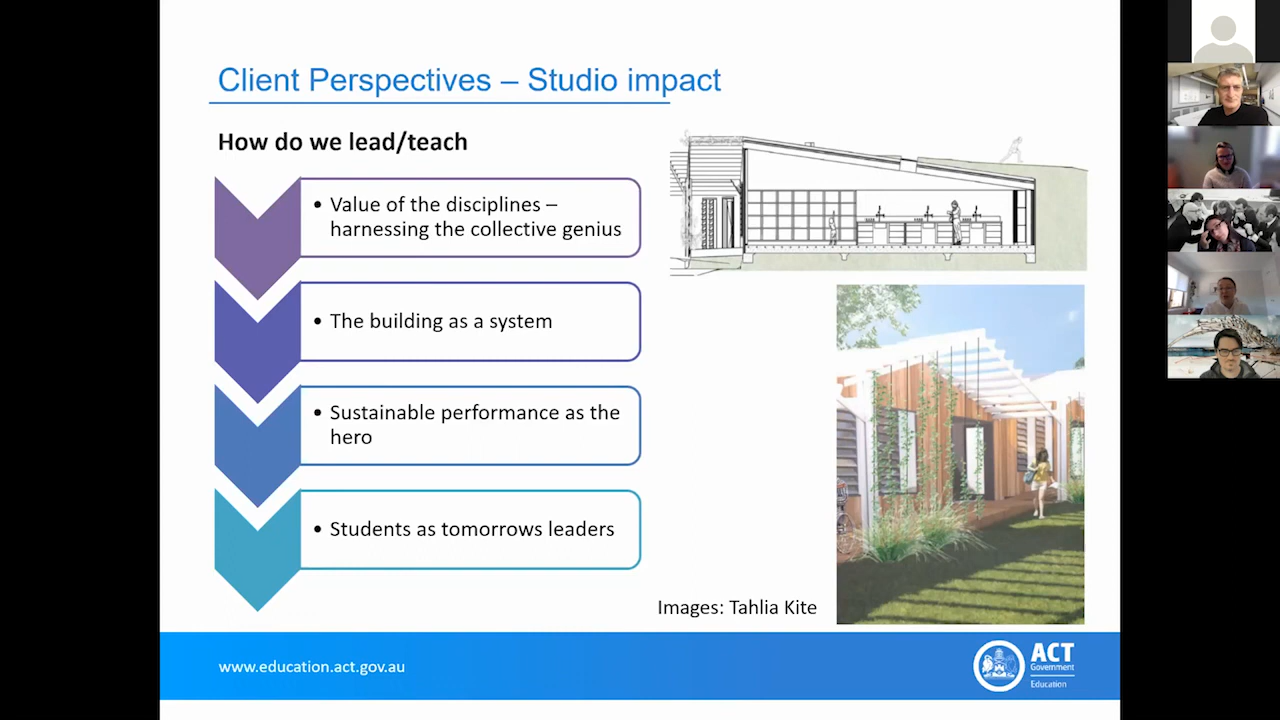 Client Perspectives – Studio impact
How do we lead/teach
• Value of the disciplines –
harnessing the collective genius
• The building as a system
• Sustainable performance as the
hero
• Students as tomorrows leaders
Images: Tahlia Kite
www.education.act.gov.au
ACT
Government
Education